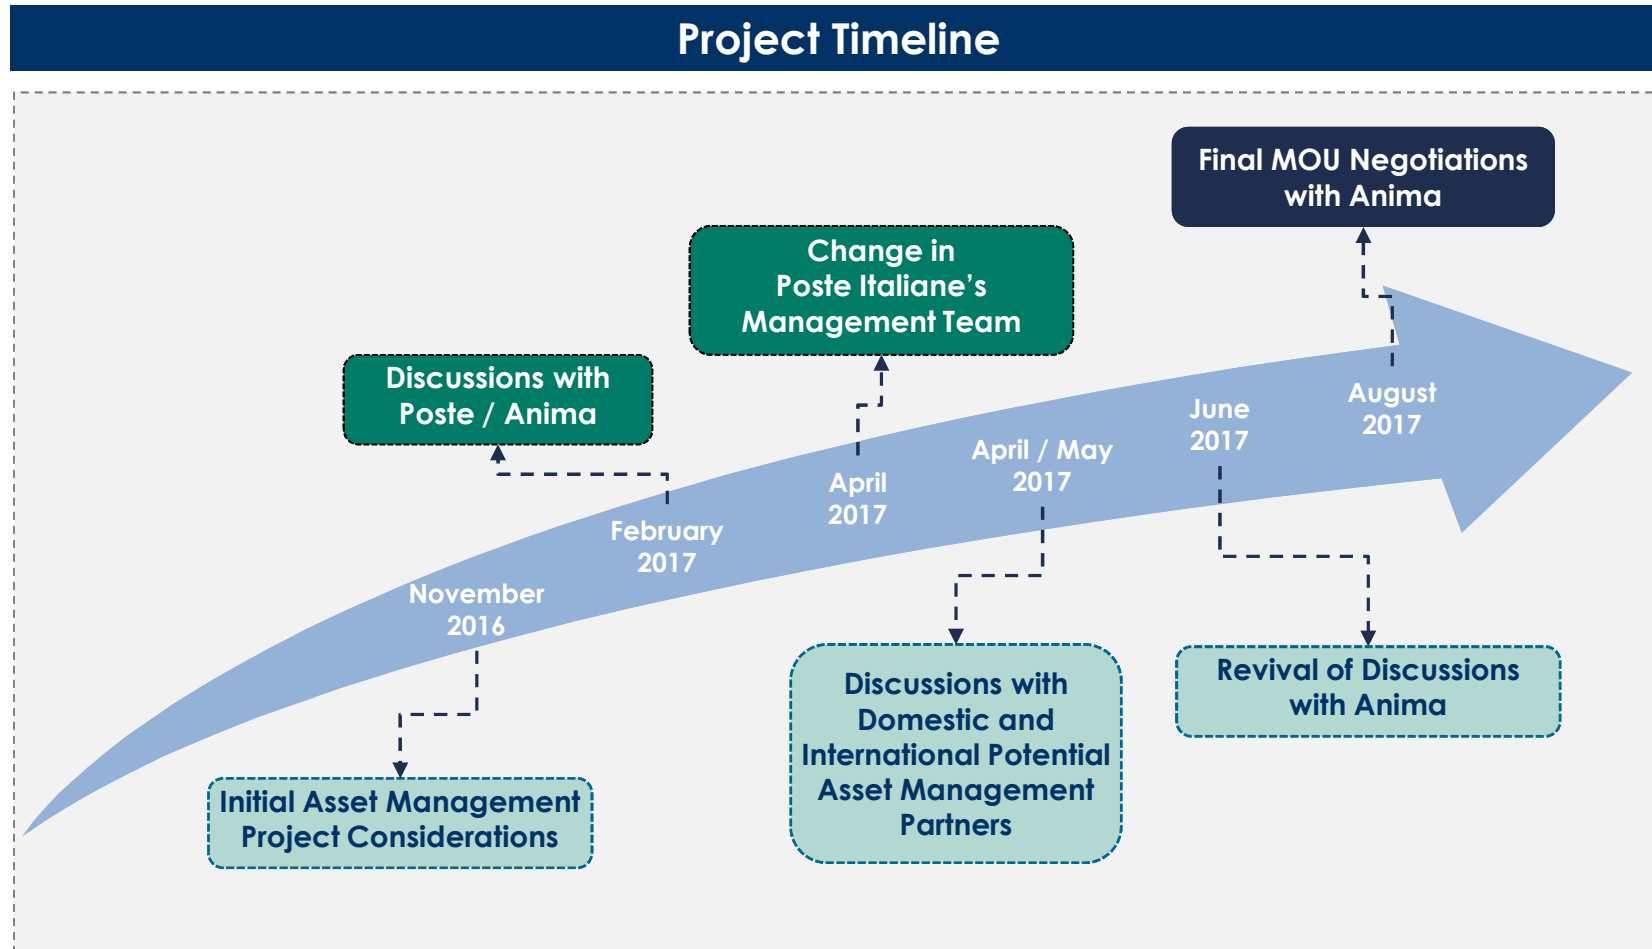 Project Timeline
Final MOU Negotiations
with Anima
Change in
Poste Italiane’s
Management Team
Discussions with
Poste / Anima
November
2016
February
2017
April
2017
April / May
2017
June
2017
August
2017
Initial Asset Management
Project Considerations
Discussions with
Domestic and
International Potential
Asset Management
Partners
Revival of Discussions
with Anima